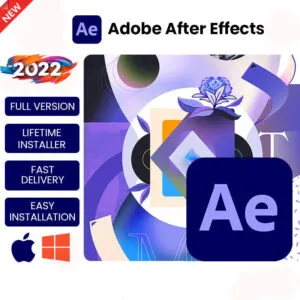 NEW
Ae Adobe After Effects
2022
FULL VERSION
LIFETIME
INSTALLER
FAST
DELIVERY
EASY
INSTALLATION
T
M
Ae